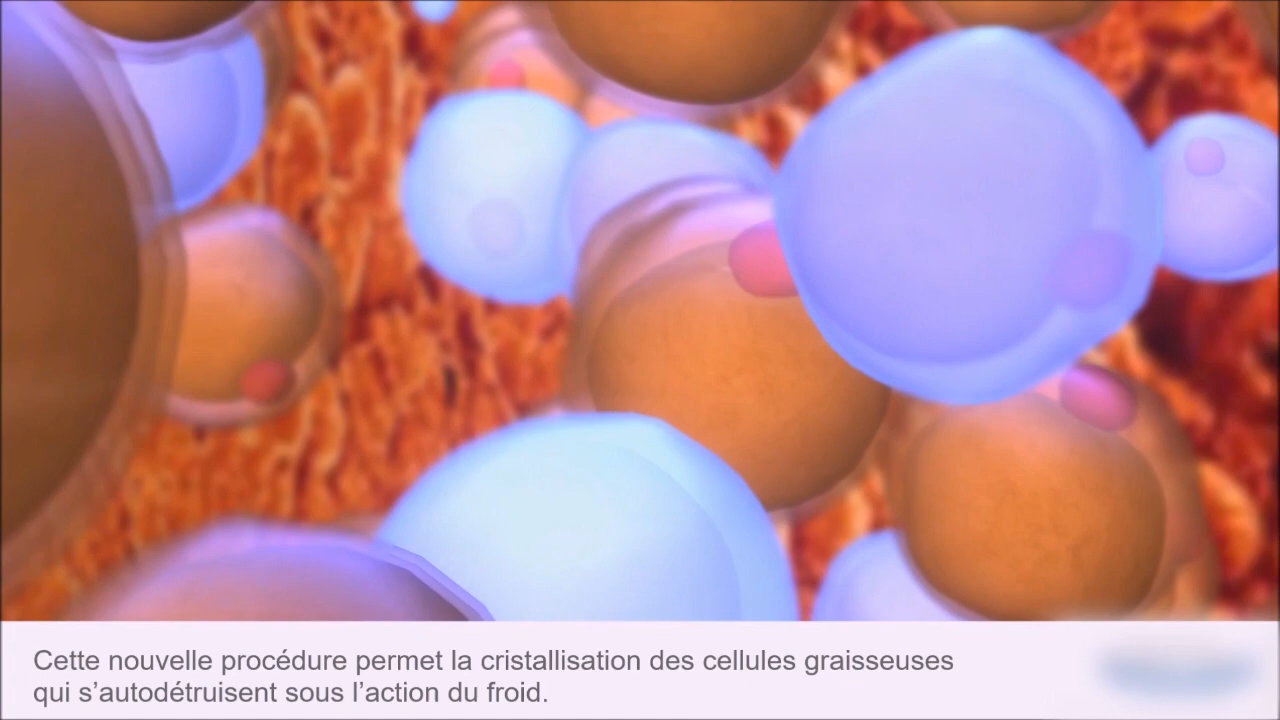 Cette nouvelle procédure permet la cristallisation des cellules graisseuses
qui s’autodétruisent sous l’action du froid.